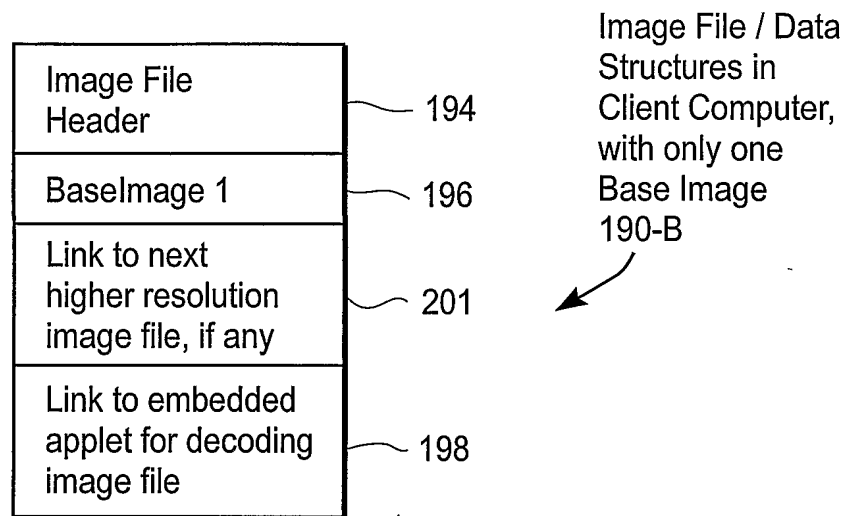 Image File
Header
194
BaseImage 1
196
Link to next
higher resolution
image file, if any
201
Link to embedded
applet for decoding
image file
198
Image File / Data
Structures in
Client Computer,
with only one
Base Image
190-B